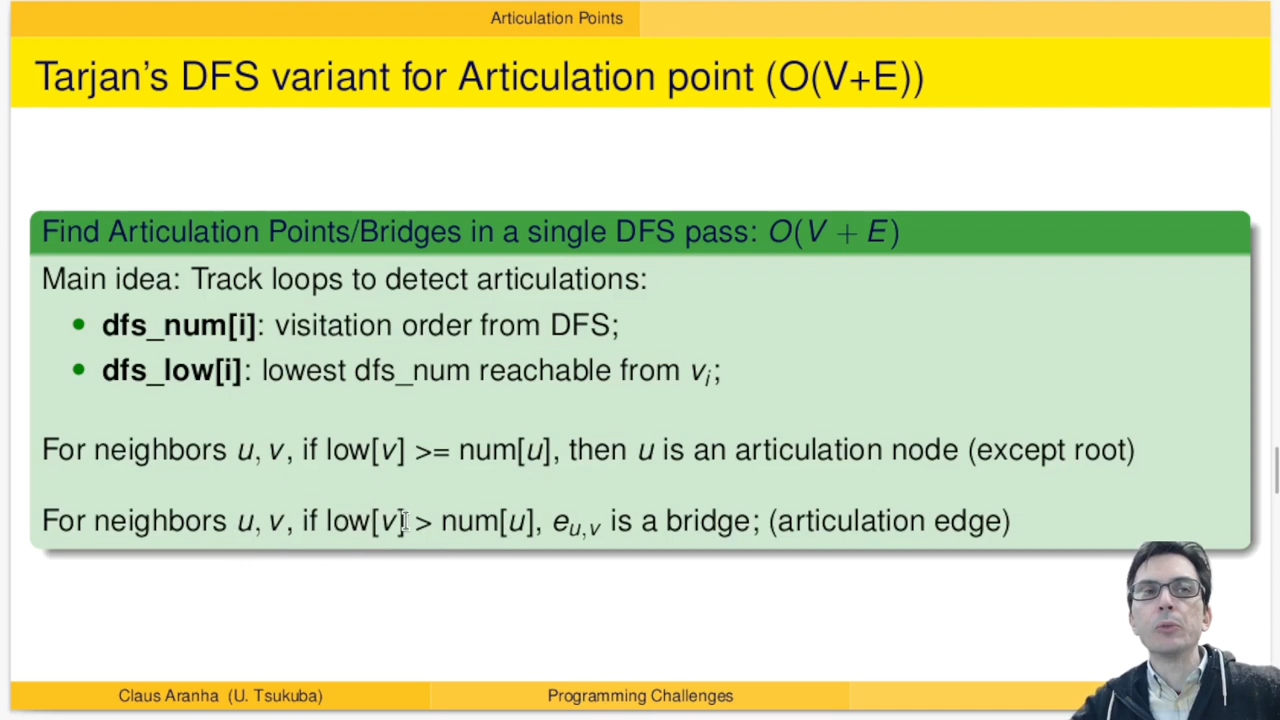 Articulation Points
Tarjan's DFS variant for Articulation point (O(V+E))
Find Articulation Points/Bridges in a single DFS pass: O(V + E)
Main idea: Track loops to detect articulations:
• dfs_num[i]: visitation order from DFS;
• dfs_low[i]: lowest dfs_num reachable from vᵢ;
For neighbors u, v, if low[v] >= num[u], then u is an articulation node (except root)
For neighbors u, v, if low[v] > num[u], e_{u,v} is a bridge; (articulation edge)
Claus Aranha (U. Tsukuba)
Programming Challenges